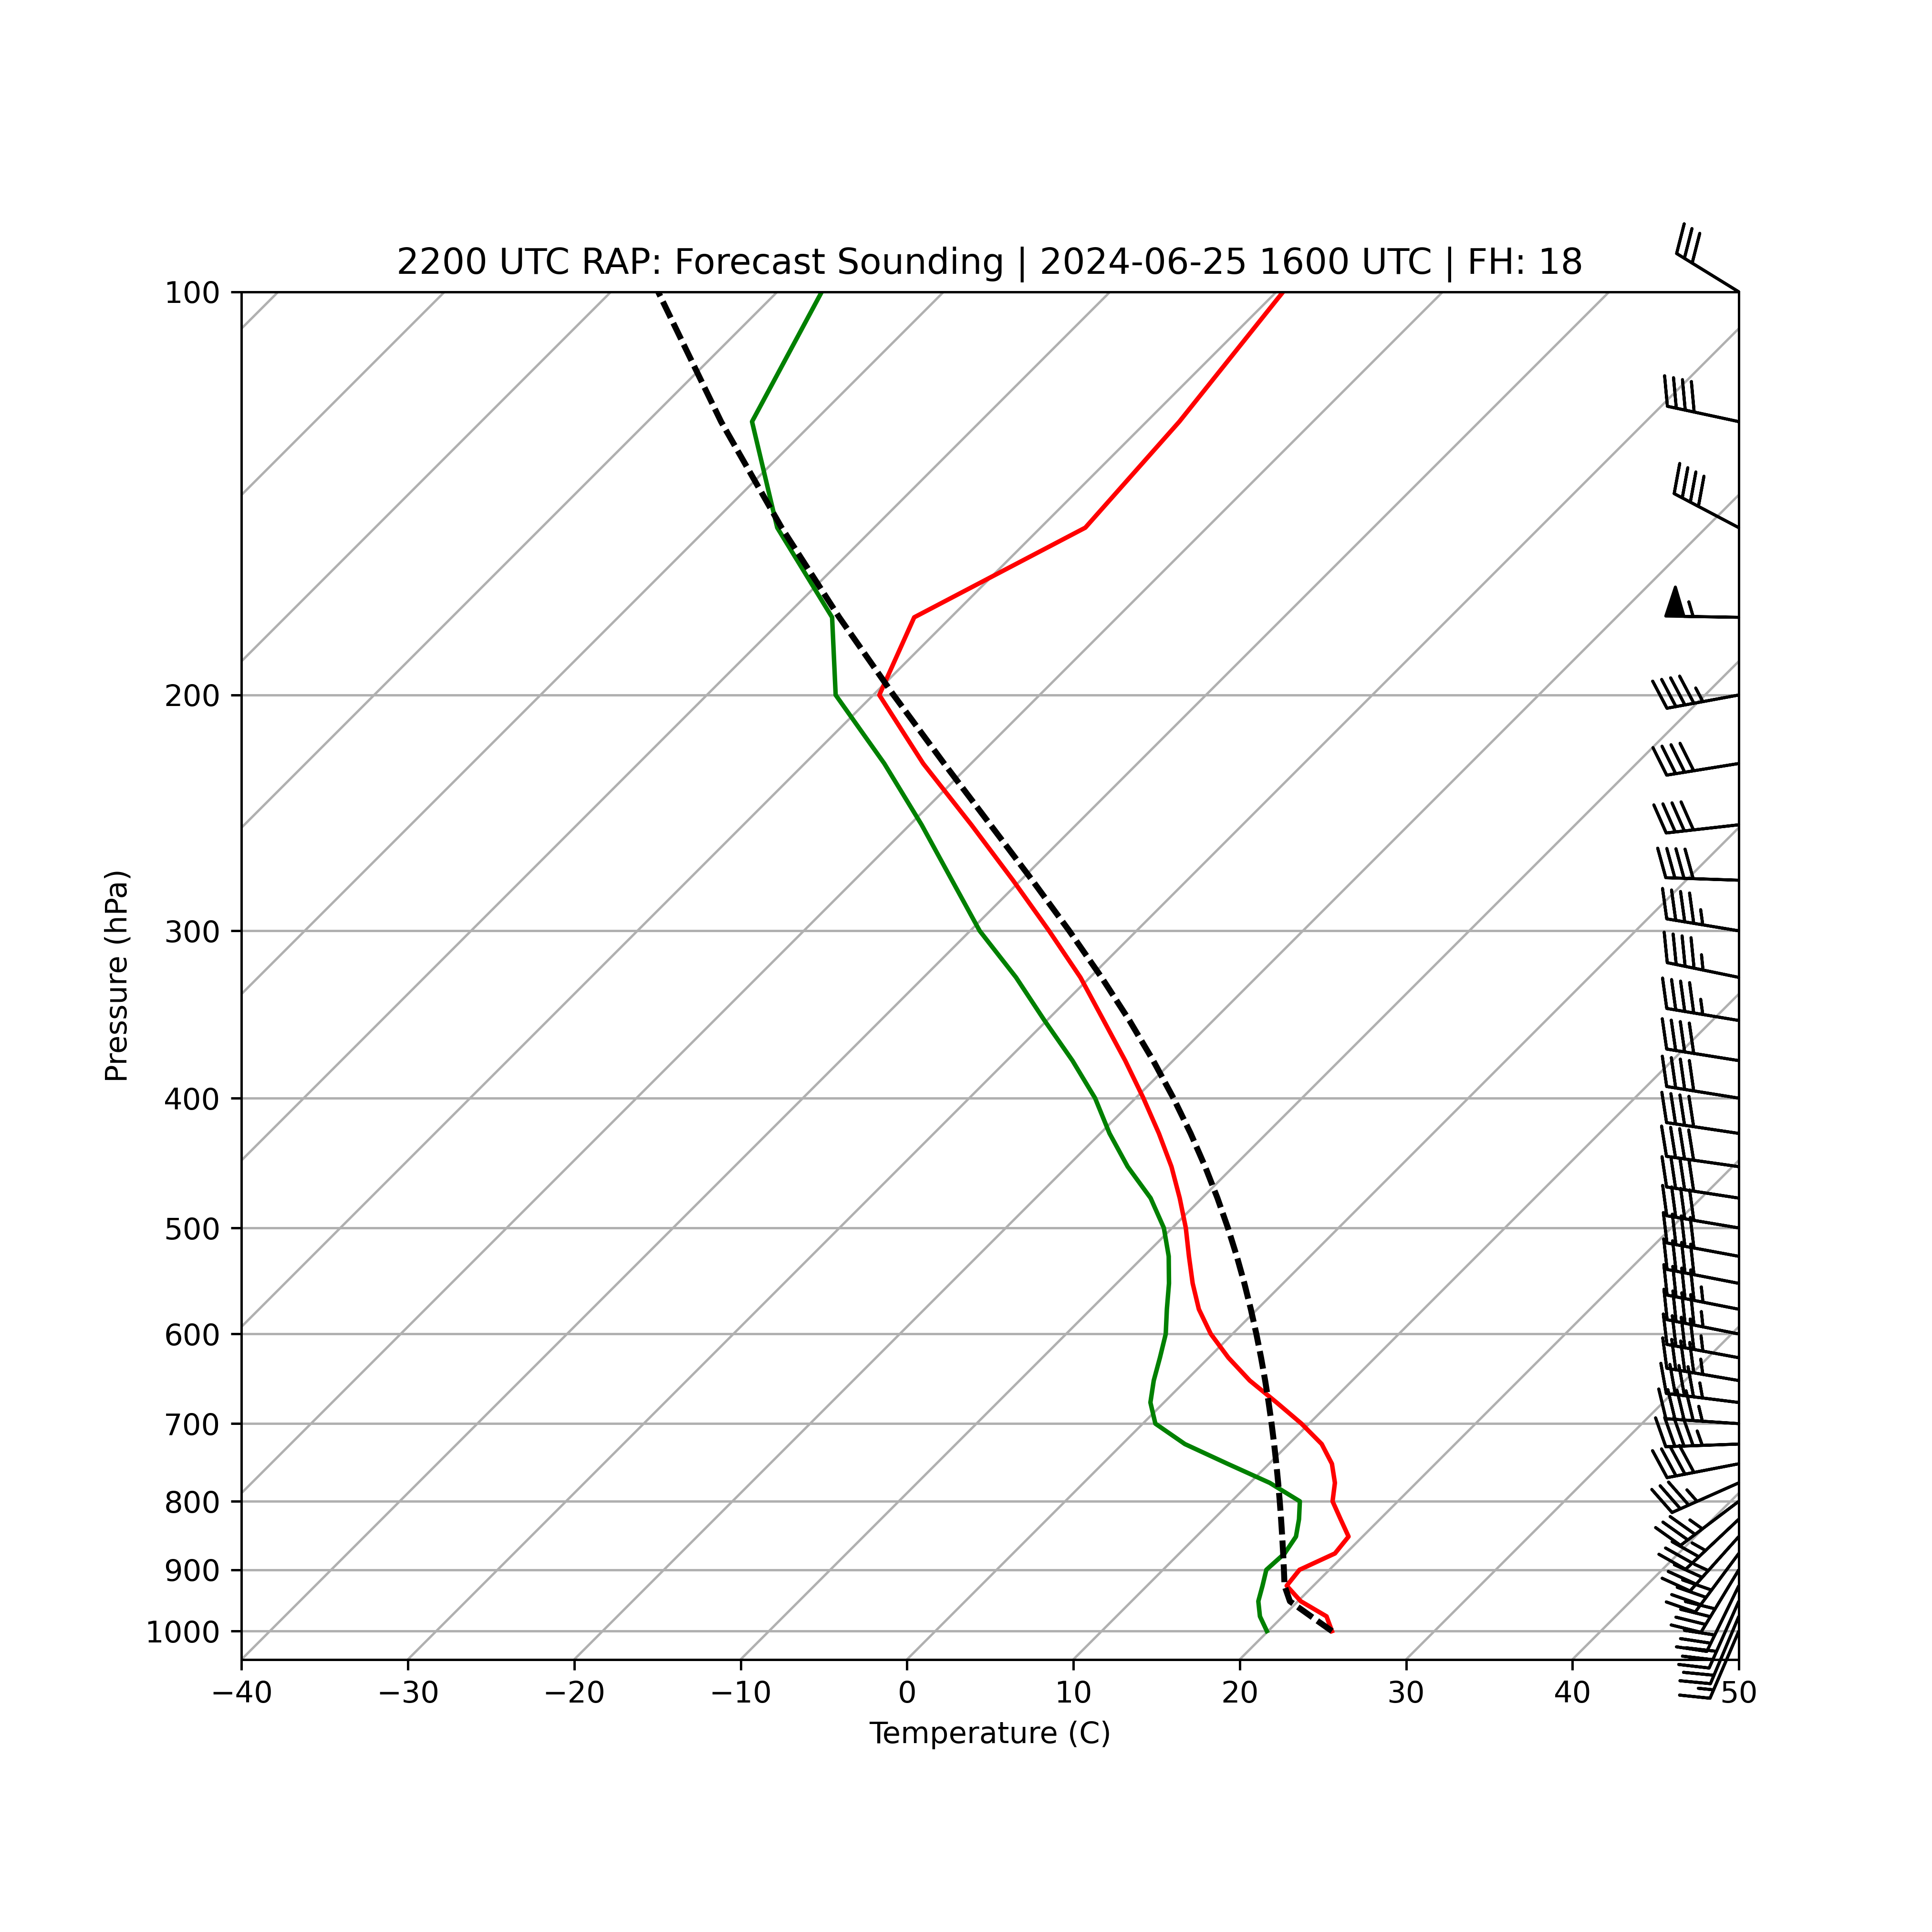 2200 UTC RAP: Forecast Sounding | 2024-06-25 1600 UTC | FH: 18
100
200
300
400
500
600
700
800
900
1000
Pressure (hPa)
−40 −30 −20 −10 0 10 20 30 40 50
Temperature (C)